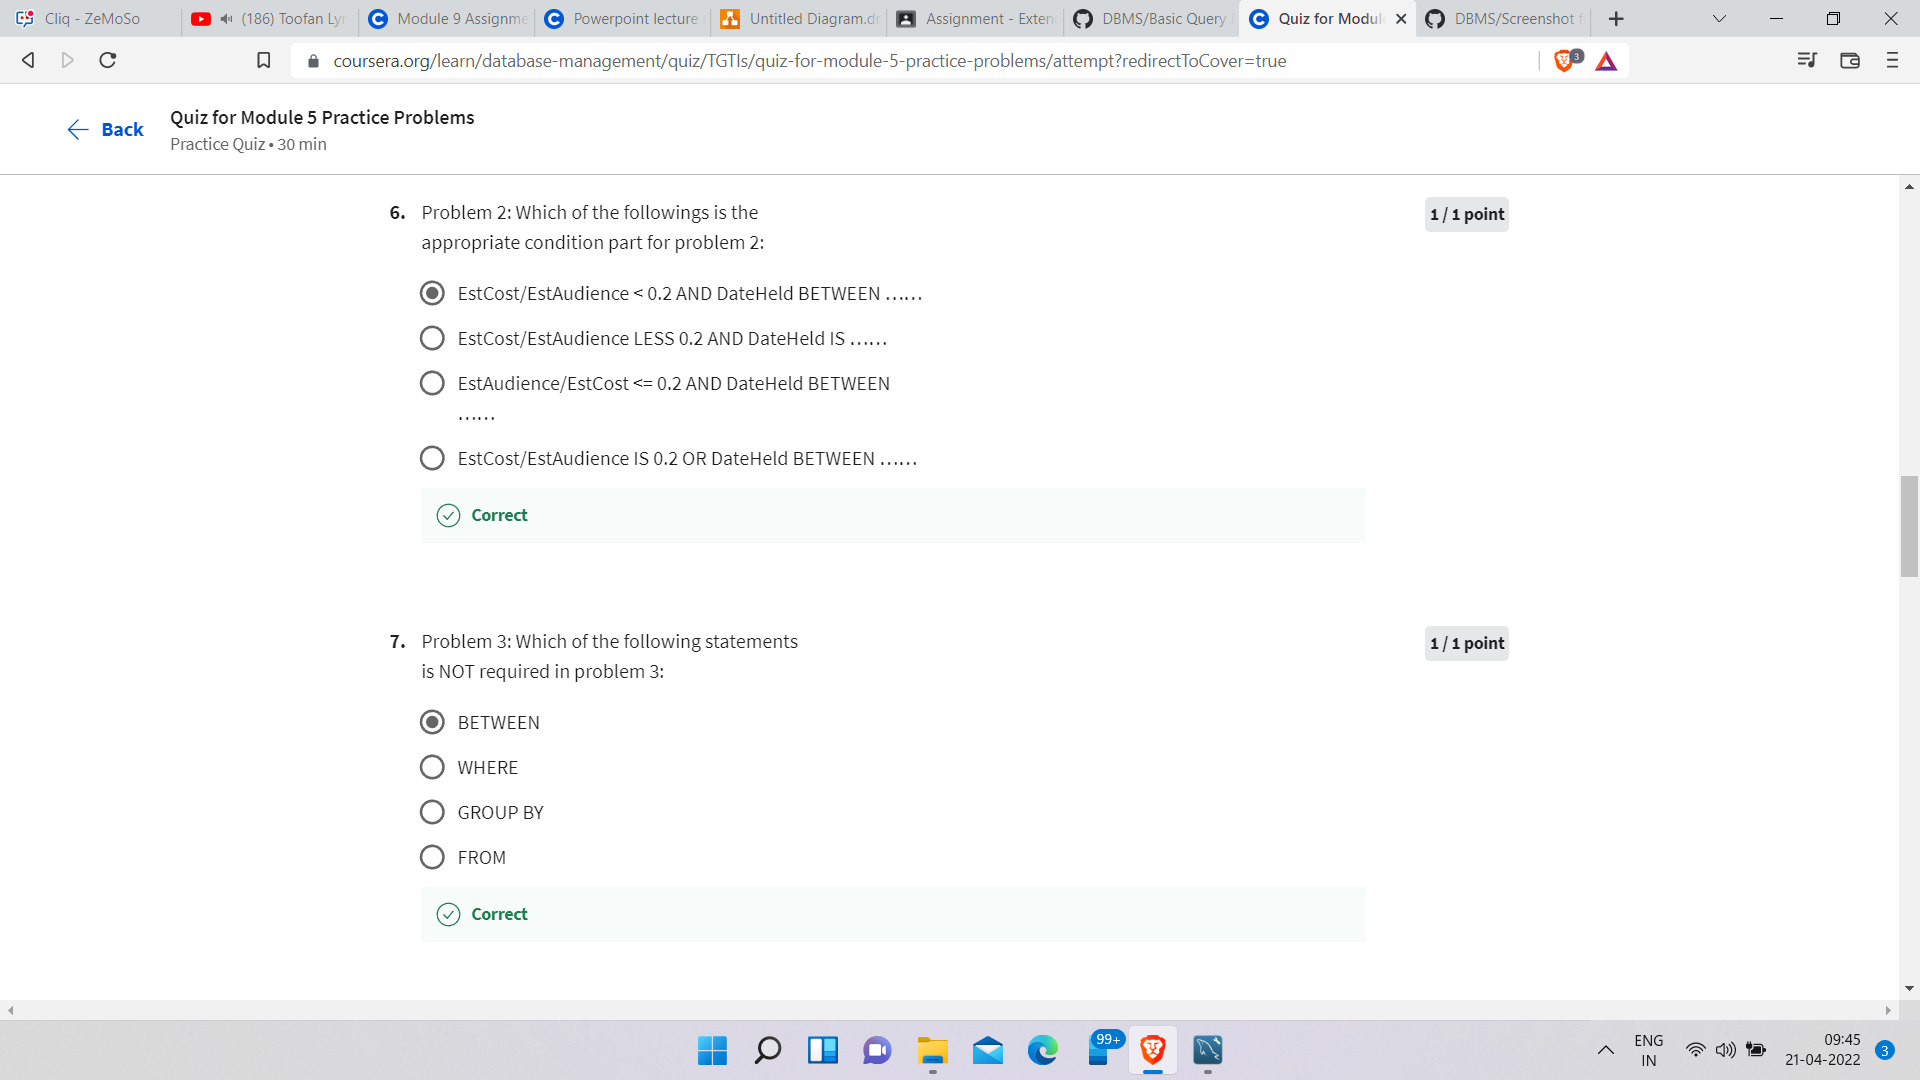 Cliq - ZeMoSo
(186) Toofan Lyr
Module 9 Assignme
Powerpoint lecture
Untitled Diagram.dr
Assignment - Exten
DBMS/Basic Query
Quiz for Modul
DBMS/Screenshot f
coursera.org/learn/database-management/quiz/TGTIs/quiz-for-module-5-practice-problems/attempt?redirectToCover=true
3
Back
Quiz for Module 5 Practice Problems
Practice Quiz • 30 min
6. Problem 2: Which of the followings is the
appropriate condition part for problem 2:
1 / 1 point
EstCost/EstAudience < 0.2 AND DateHeld BETWEEN ……
EstCost/EstAudience LESS 0.2 AND DateHeld IS ……
EstAudience/EstCost <= 0.2 AND DateHeld BETWEEN
……
EstCost/EstAudience IS 0.2 OR DateHeld BETWEEN ……
Correct
7. Problem 3: Which of the following statements
is NOT required in problem 3:
1 / 1 point
BETWEEN
WHERE
GROUP BY
FROM
Correct
99+
ENG
IN
09:45
21-04-2022
3